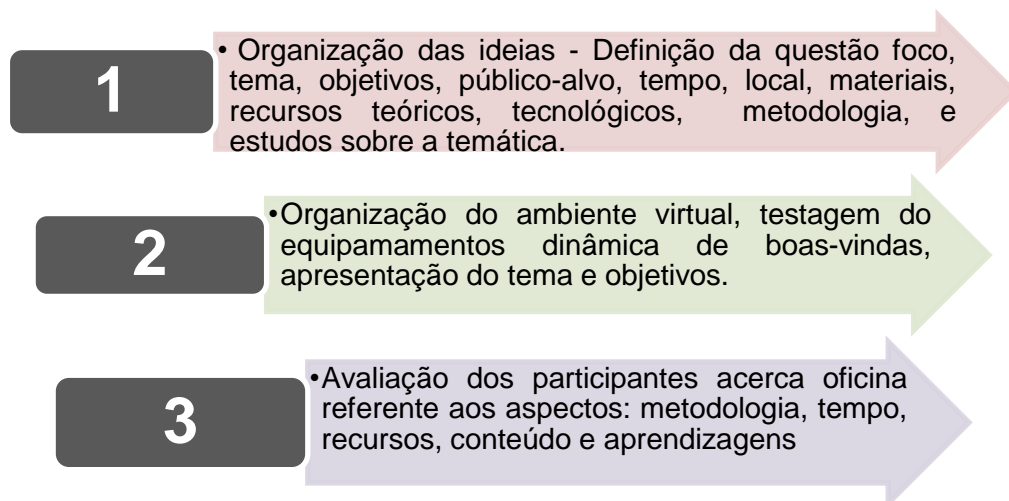 1
• Organização das ideias - Definição da questão foco,
tema, objetivos, público-alvo, tempo, local, materiais,
recursos teóricos, tecnológicos, metodologia, e
estudos sobre a temática.
2
•Organização do ambiente virtual, testagem do
equipamamentos dinâmica de boas-vindas,
apresentação do tema e objetivos.
3
•Avaliação dos participantes acerca oficina
referente aos aspectos: metodologia, tempo,
recursos, conteúdo e aprendizagens